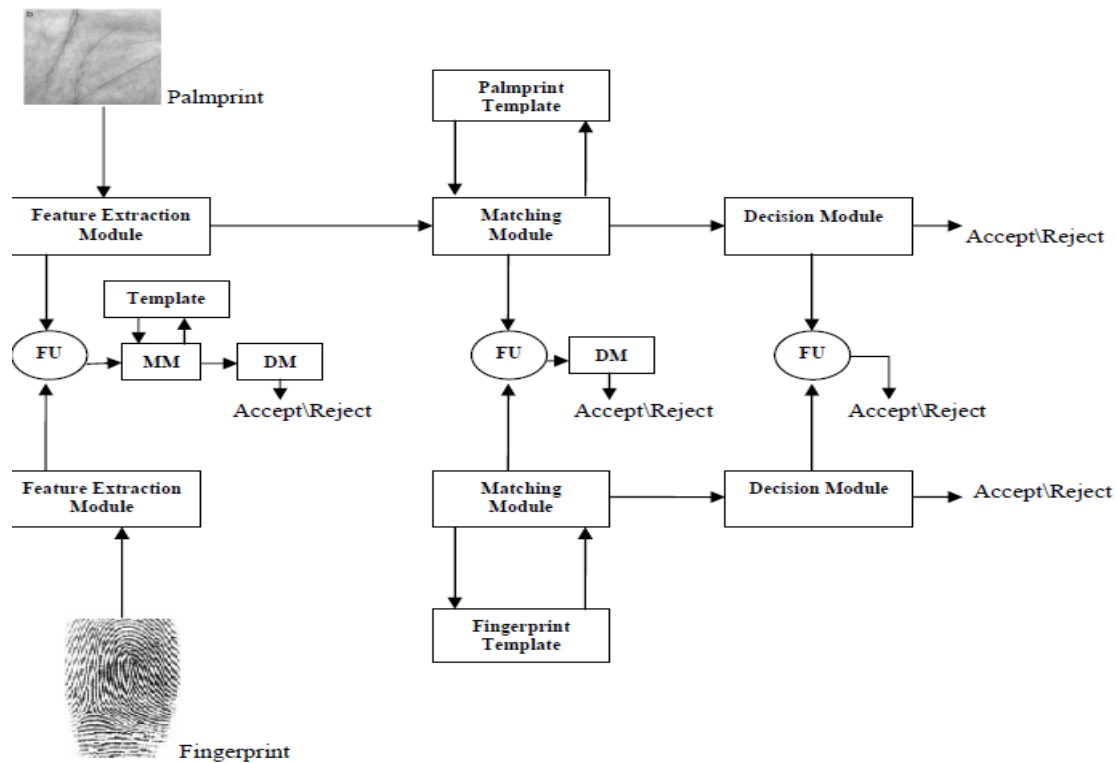 Palmprint
Palmprint
Template
Feature Extraction
Module
Matching
Module
Decision Module
Accept\Reject
Template
FU
MM
DM
Accept\Reject
FU
DM
Accept\Reject
FU
Accept\Reject
Feature Extraction
Module
Matching
Module
Decision Module
Accept\Reject
Fingerprint
Template
Fingerprint